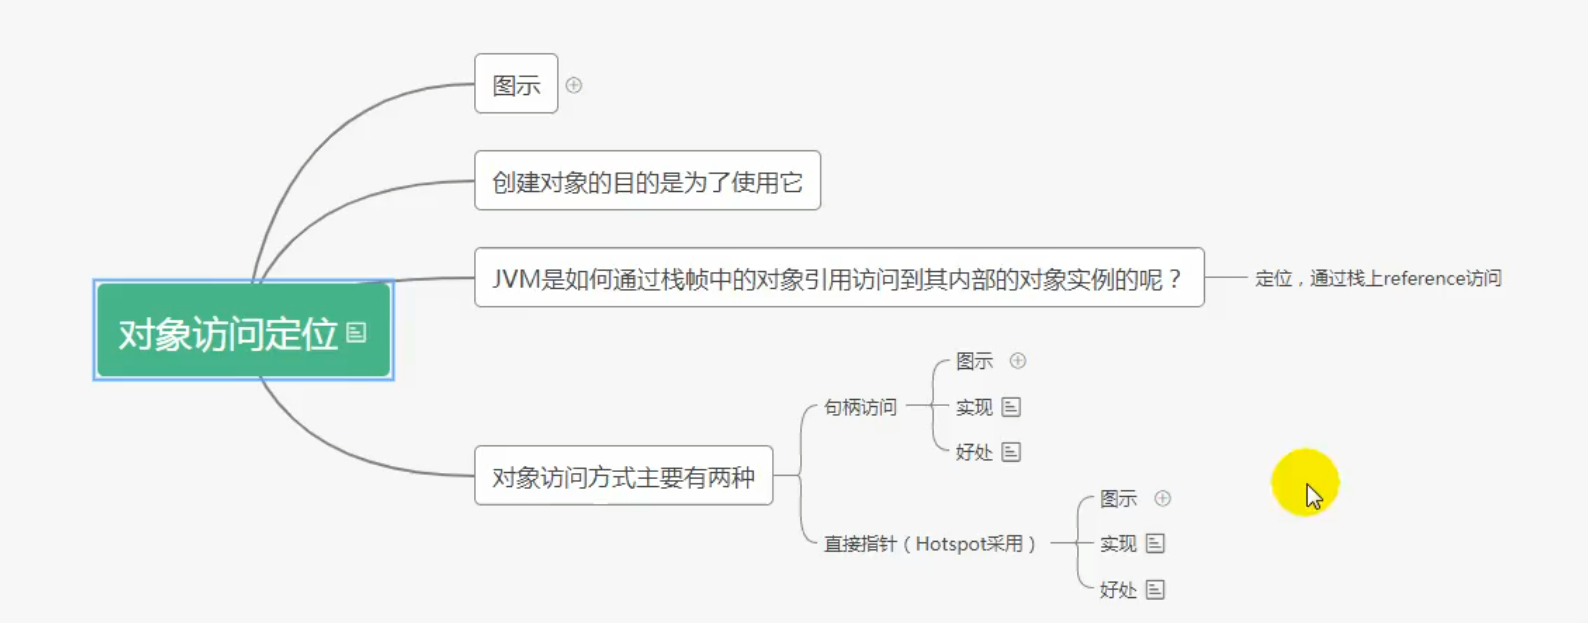 图示
创建对象的目的是为了使用它
JVM是如何通过栈帧中的对象引用访问到其内部的对象实例的呢？
定位，通过栈上reference访问
对象访问定位
对象访问方式主要有两种
句柄访问
图示
实现
好处
直接指针（Hotspot采用）
图示
实现
好处